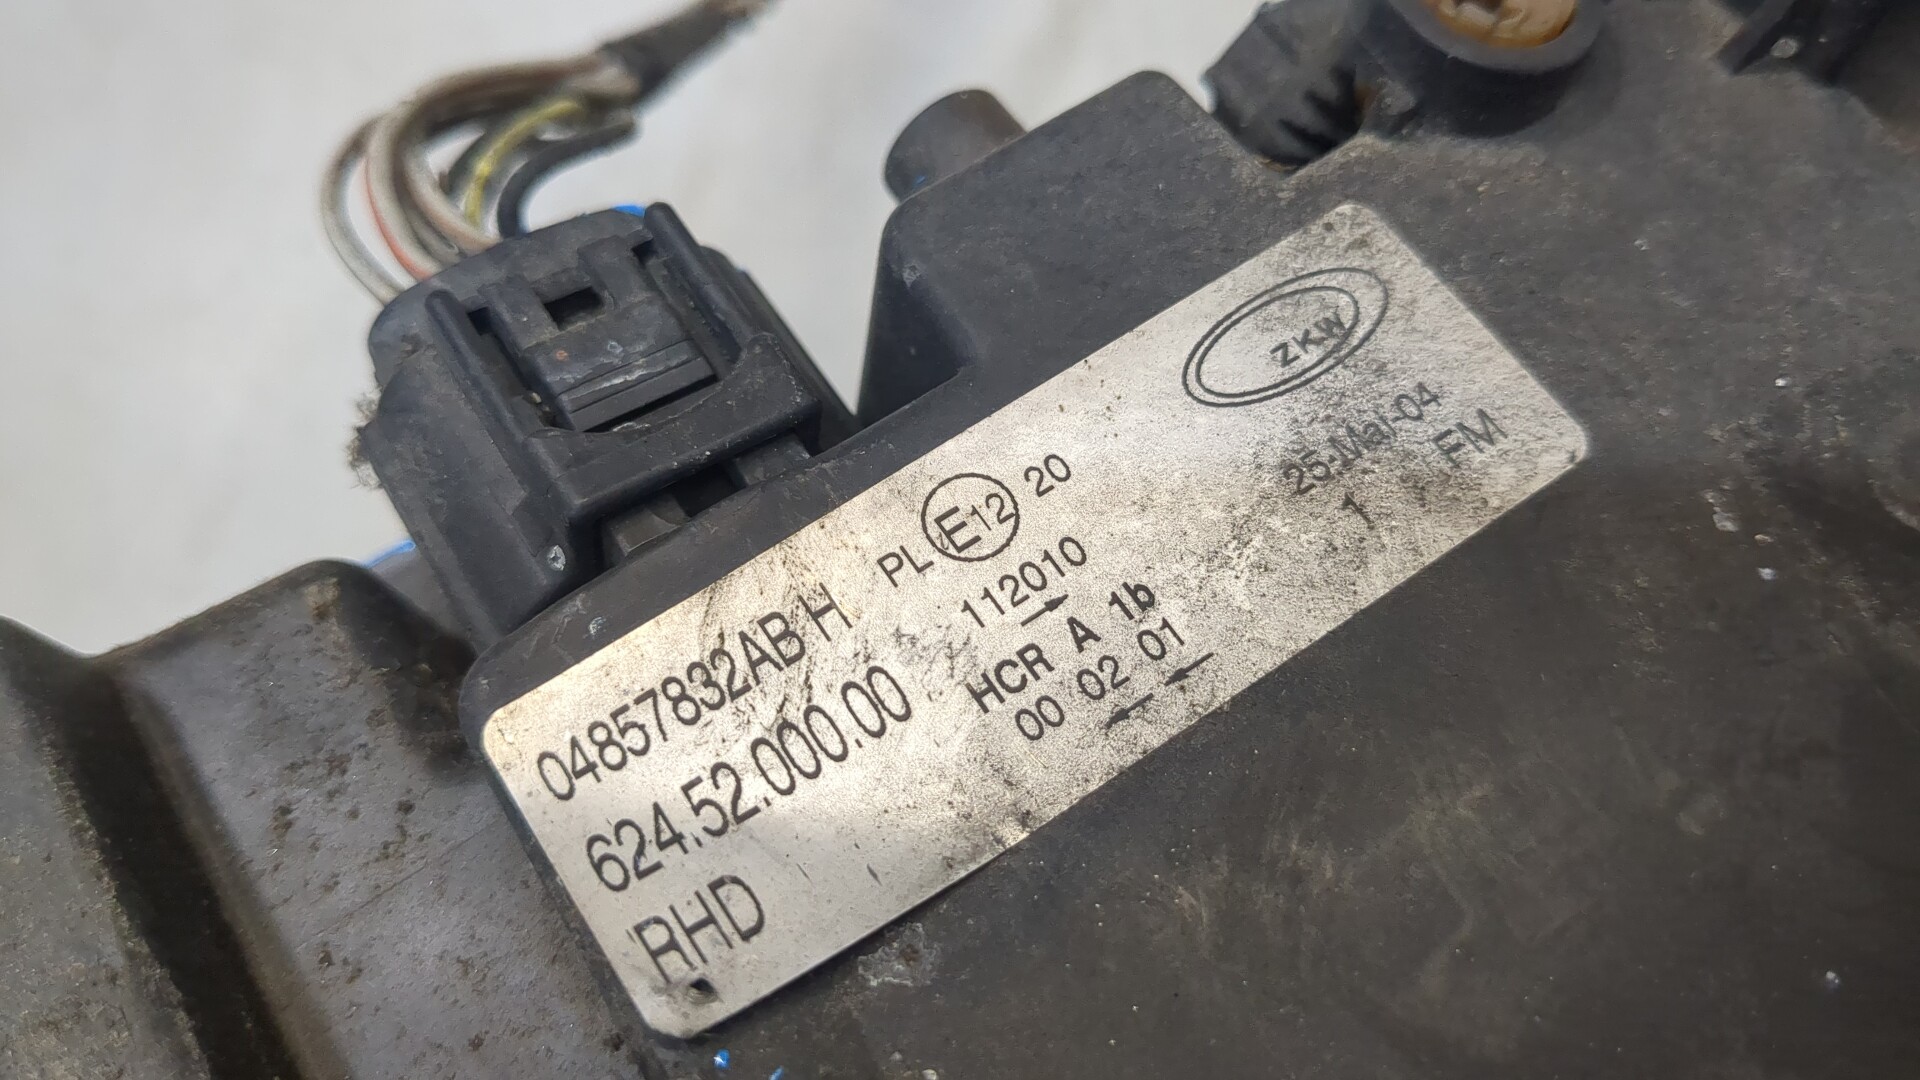 04857832AB H
624.52.000.00
RHD
PL E12 20
112010
HCR A 1b
00 02 01
ZKW
25-Mai-04
1 FM